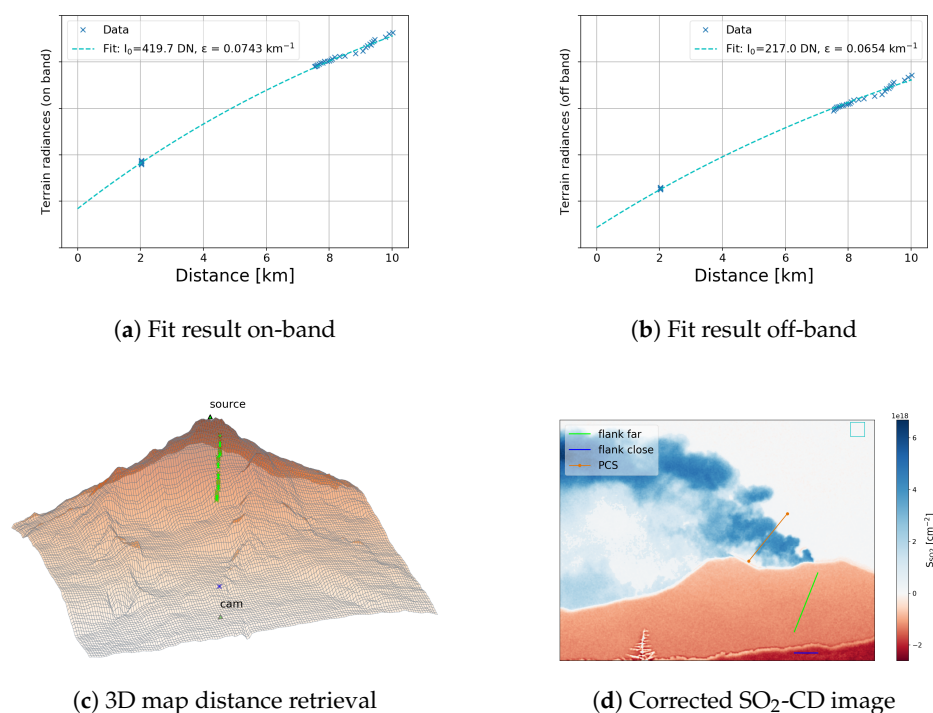 Terrain radiances (on band)
Data
Fit: I₀=419.7 DN, ε = 0.0743 km⁻¹
0 2 4 6 8 10
Distance [km]
(a) Fit result on-band
Terrain radiances (off band)
Data
Fit: I₀=217.0 DN, ε = 0.0654 km⁻¹
0 2 4 6 8 10
Distance [km]
(b) Fit result off-band
source
cam
(c) 3D map distance retrieval
flank far
flank close
PCS
1e18
6
4
2
0
−2
S_SO2 [cm⁻²]
(d) Corrected SO₂-CD image